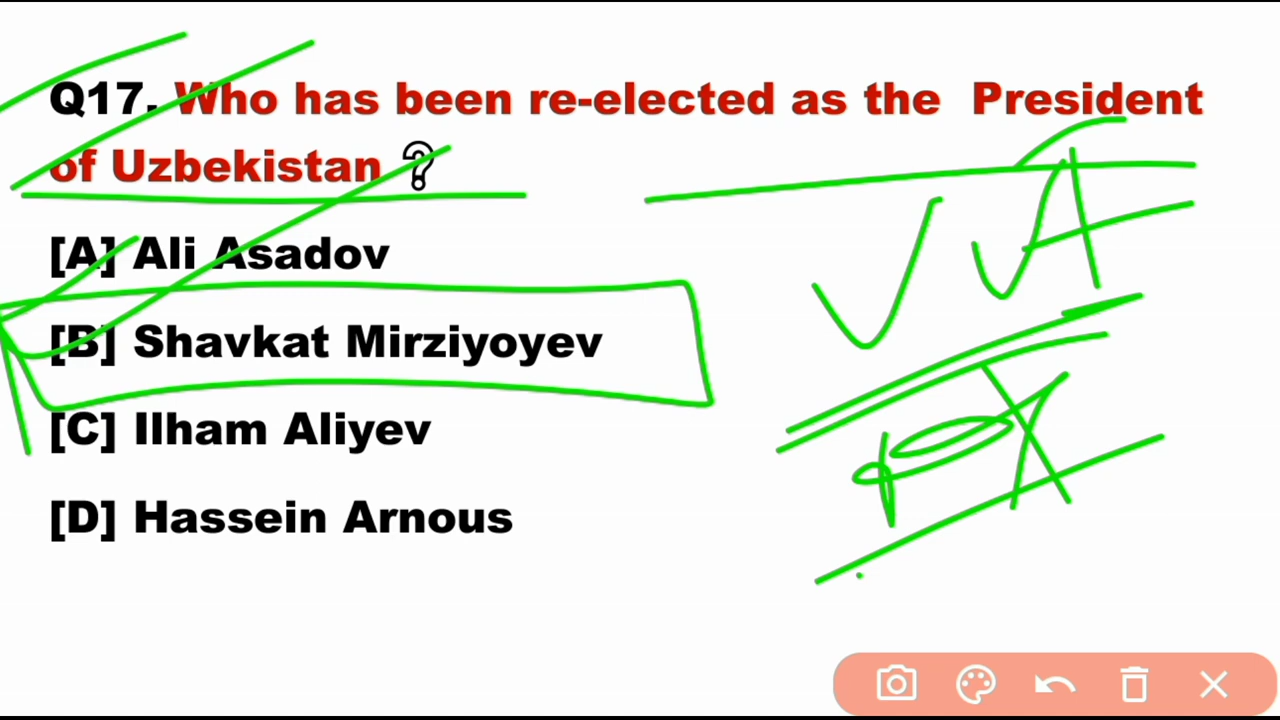 Q17. Who has been re-elected as the President
of Uzbekistan ?
[A] Ali Asadov
[B] Shavkat Mirziyoyev
[C] Ilham Aliyev
[D] Hassein Arnous